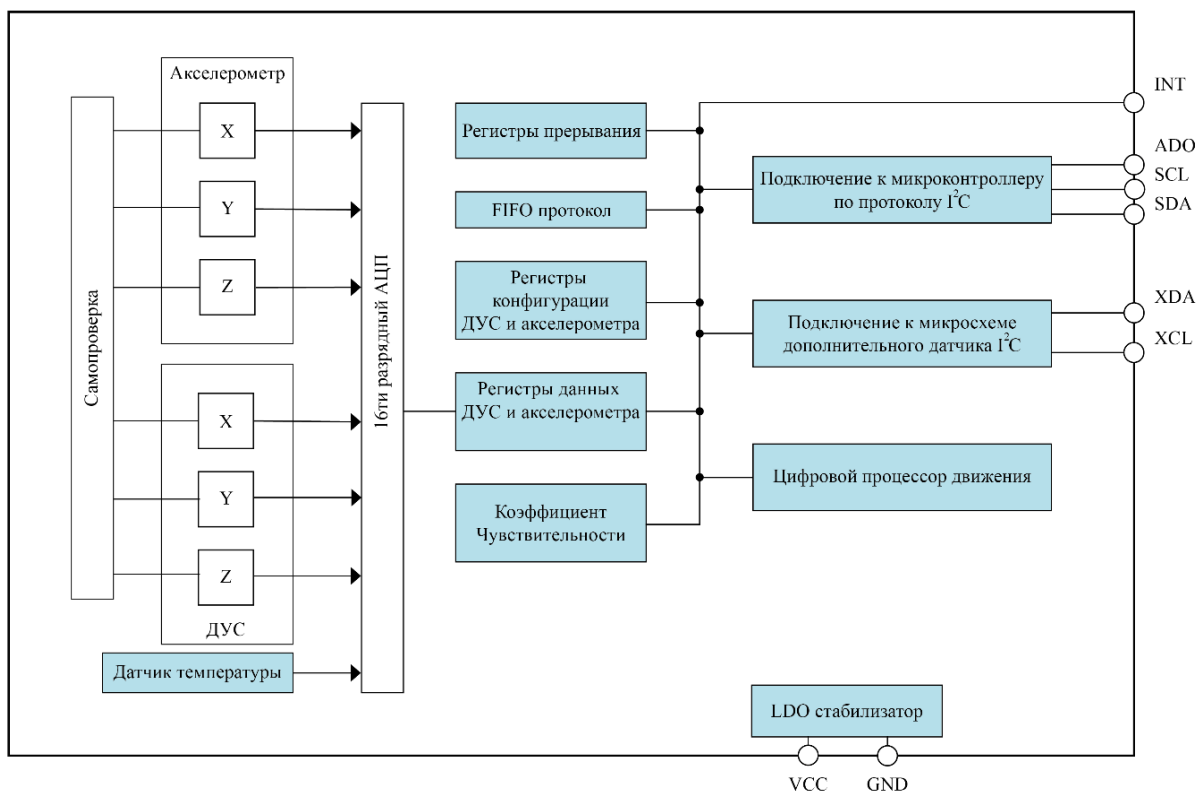 Акселерометр
X
Y
Z
Самопроверка
X
Y
Z
ДУС
Датчик температуры
16ти разрядный АЦП
Регистры прерывания
FIFO протокол
Регистры
конфигурации
ДУС и акселерометра
Регистры данных
ДУС и акселерометра
Коэффициент
Чувствительности
Подключение к микроконтроллеру
по протоколу I²C
Подключение к микросхеме
дополнительного датчика I²C
Цифровой процессор движения
LDO стабилизатор
INT
ADO
SCL
SDA
XDA
XCL
VCC
GND